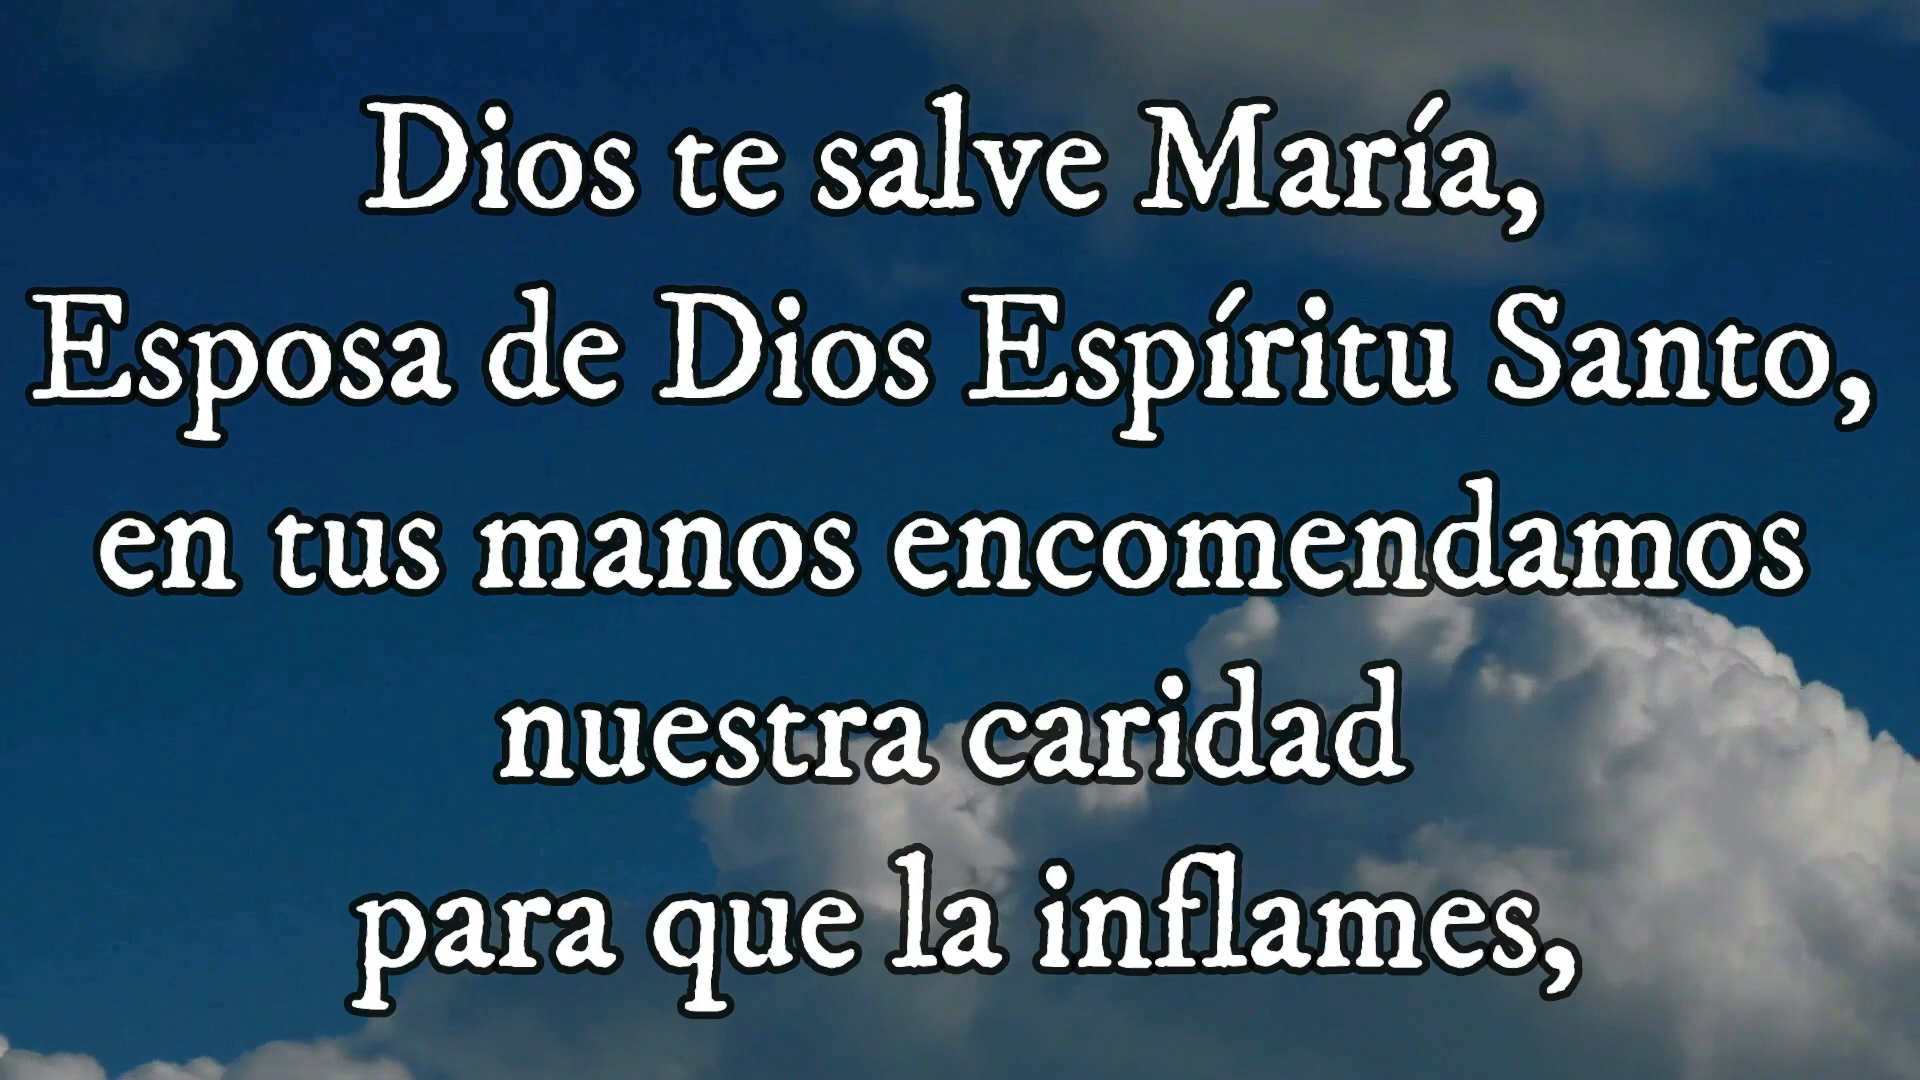 Dios te salve María,
Esposa de Dios Espíritu Santo,
en tus manos encomendamos
nuestra caridad
para que la inflames,